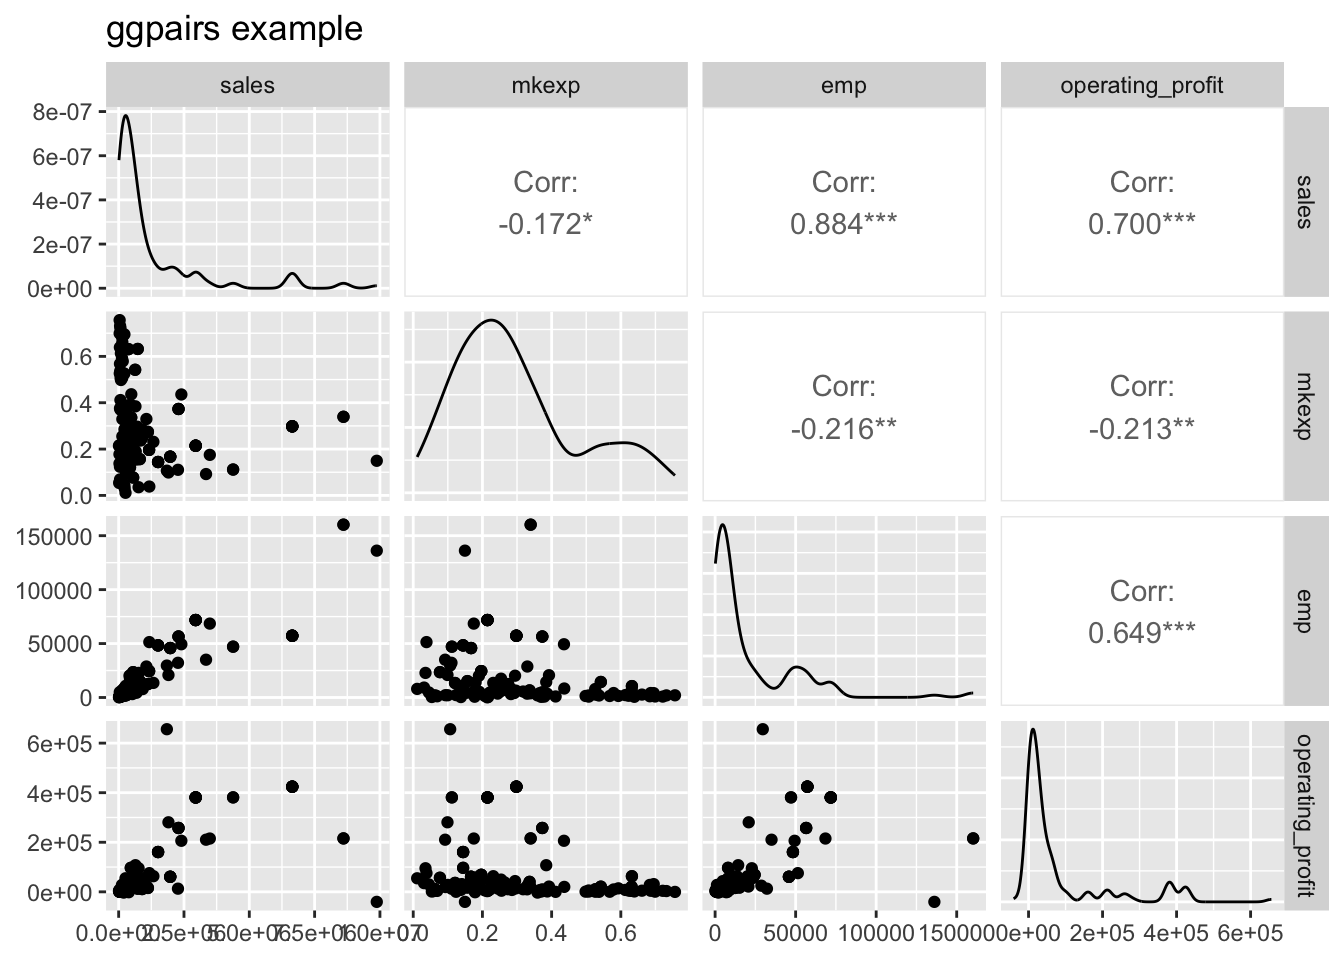 ggpairs example
sales
mkexp
emp
operating_profit
8e-07
6e-07
4e-07
2e-07
0e+00
Corr:
-0.172*
Corr:
0.884***
Corr:
0.700***
sales
0.6
0.4
0.2
0.0
Corr:
-0.216**
Corr:
-0.213**
mkexp
150000
100000
50000
0
Corr:
0.649***
emp
6e+05
4e+05
2e+05
0e+00
operating_profit
0.2 0.4 0.6
0 50000 100000 150000
2e+05 4e+05 6e+05